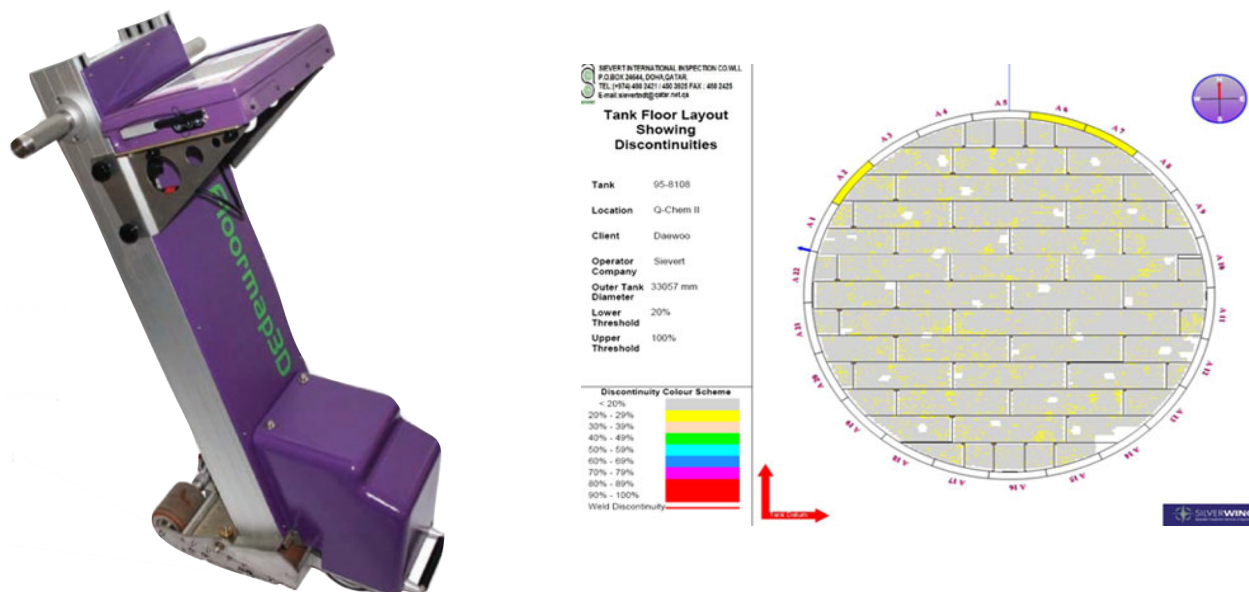 Floormap3D
SIEVERT INTERNATIONAL INSPECTION CO.WLL
P.O.BOX 24644, DOHA,QATAR.
Tank Floor Layout
Showing
Discontinuities
Tank 95-8108
Location Q-Chem II
Client Daewoo
Operator Sievert
Company
Outer Tank 33057 mm
Diameter
Lower 20%
Threshold
Upper 100%
Threshold
Discontinuity Colour Scheme
< 20%
20% - 29%
30% - 39%
40% - 49%
50% - 59%
60% - 69%
70% - 79%
80% - 89%
90% - 100%
Weld Discontinuity
Tank Datum
A1
A2
A3
A4
A5
A6
A7
A8
A9
A10
A11
A12
A13
A14
A15
A16
A17
A18
A19
A20
A22
SILVERWING